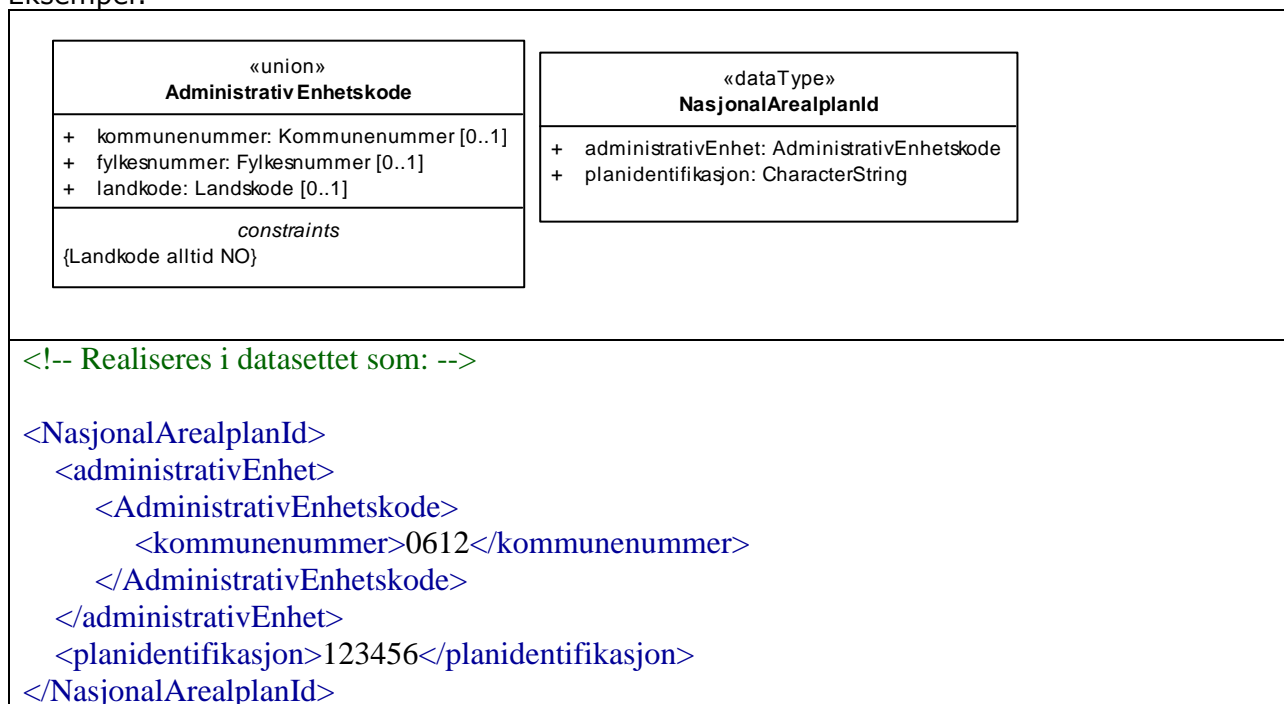 Eksempel:
«union»
AdministrativEnhetskode
+ kommunenummer: Kommunenummer [0..1]
+ fylkesnummer: Fylkesnummer [0..1]
+ landkode: Landskode [0..1]
constraints
{Landkode alltid NO}
«dataType»
NasjonalArealplanId
+ administrativEnhet: AdministrativEnhetskode
+ planidentifikasjon: CharacterString
<!-- Realiseres i datasettet som: -->
<NasjonalArealplanId>
<administrativEnhet>
<AdministrativEnhetskode>
<kommunenummer>0612</kommunenummer>
</AdministrativEnhetskode>
</administrativEnhet>
<planidentifikasjon>123456</planidentifikasjon>
</NasjonalArealplanId>